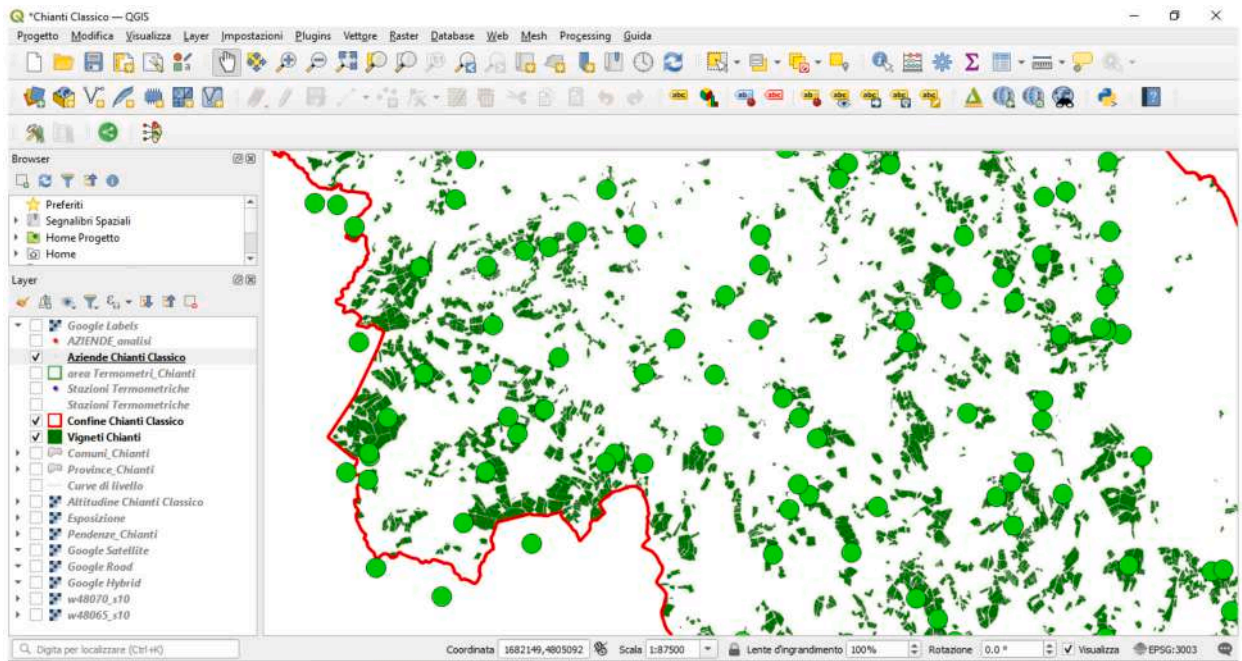 *Chianti Classico — QGIS
Progetto Modifica Visualizza Layer Impostazioni Plugins Vettore Raster Database Web Mesh Processing Guida
Browser
Preferiti
Segnalibri Spaziali
Home Progetto
Home
Layer
Google Labels
AZIENDE_analisi
Aziende Chianti Classico
area Termometri_Chianti
Stazioni Termometriche
Stazioni Termometriche
Confine Chianti Classico
Vigneti Chianti
Comuni_Chianti
Province_Chianti
Curve di livello
Altitudine Chianti Classico
Esposizione
Pendenze_Chianti
Google Satellite
Google Road
Google Hybrid
w48070_s10
w48065_s10
Digita per localizzare (Ctrl+K) Coordinata 1682149,4805092 Scala 1:87500 Lente d'ingrandimento 100% Rotazione 0.0 ° Visualizza EPSG:3003